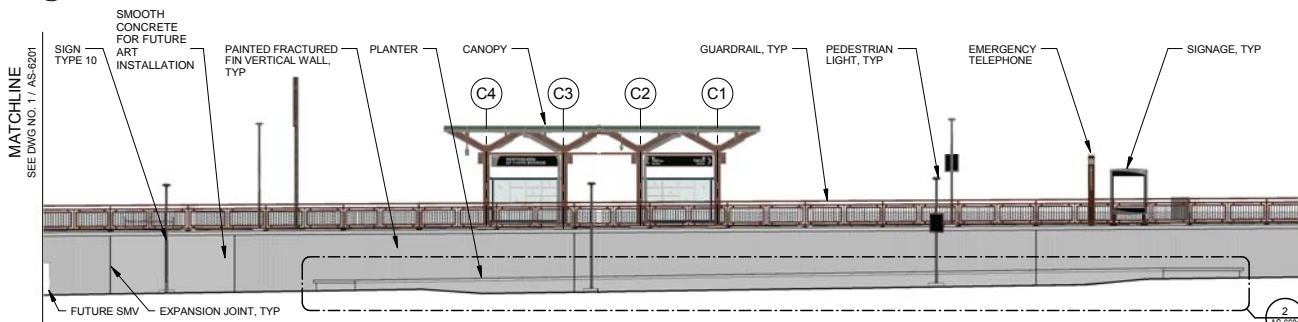 MATCHLINE
SEE DWG NO. 1 / AS-6201
SIGN
TYPE 10
SMOOTH
CONCRETE
FOR FUTURE
ART
INSTALLATION
PAINTED FRACTURED
FIN VERTICAL WALL,
TYP
PLANTER
CANOPY
GUARDRAIL, TYP
PEDESTRIAN
LIGHT, TYP
EMERGENCY
TELEPHONE
SIGNAGE, TYP
C4
C3
C2
C1
FUTURE SMV
EXPANSION JOINT, TYP
2